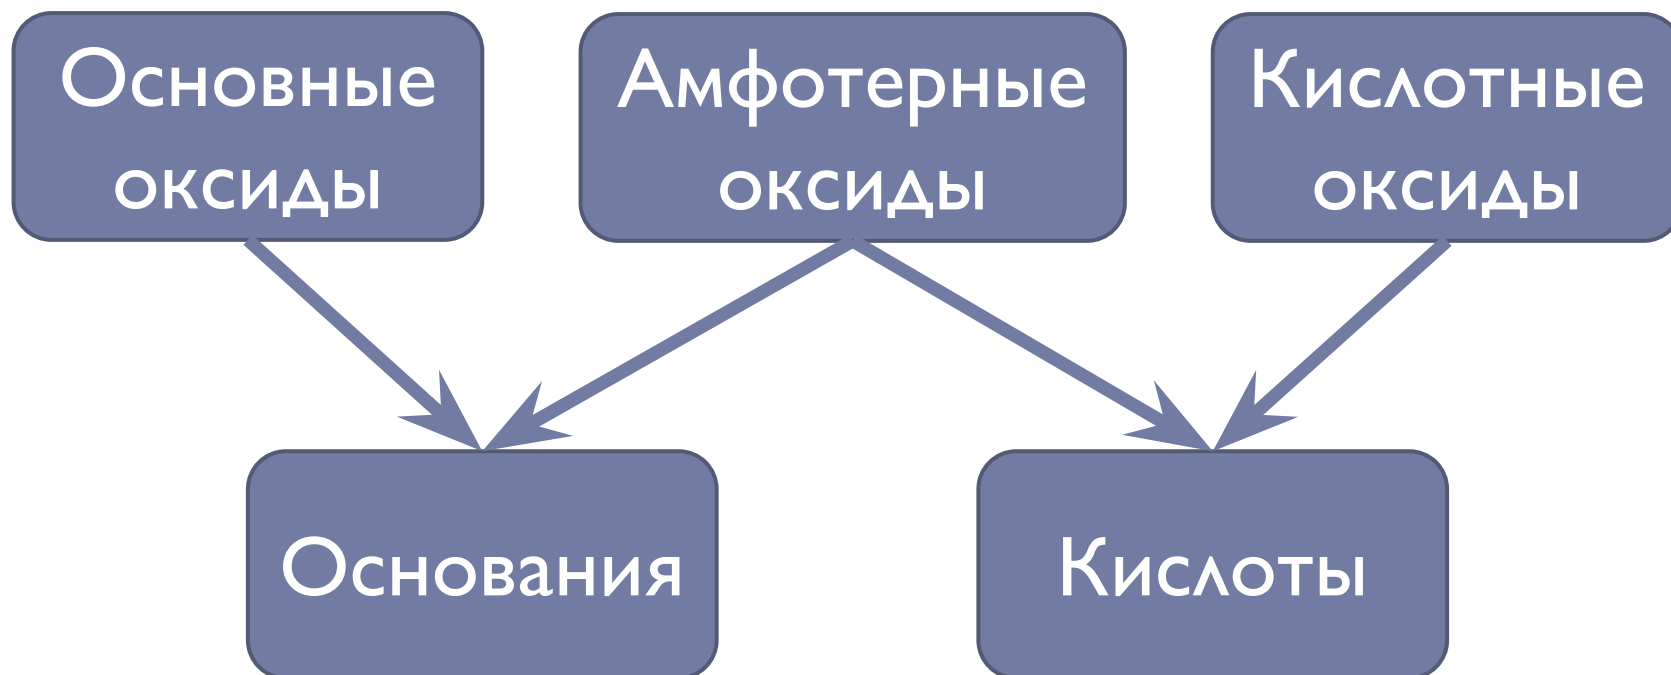 Основные
оксиды
Амфотерные
оксиды
Кислотные
оксиды
Основания
Кислоты